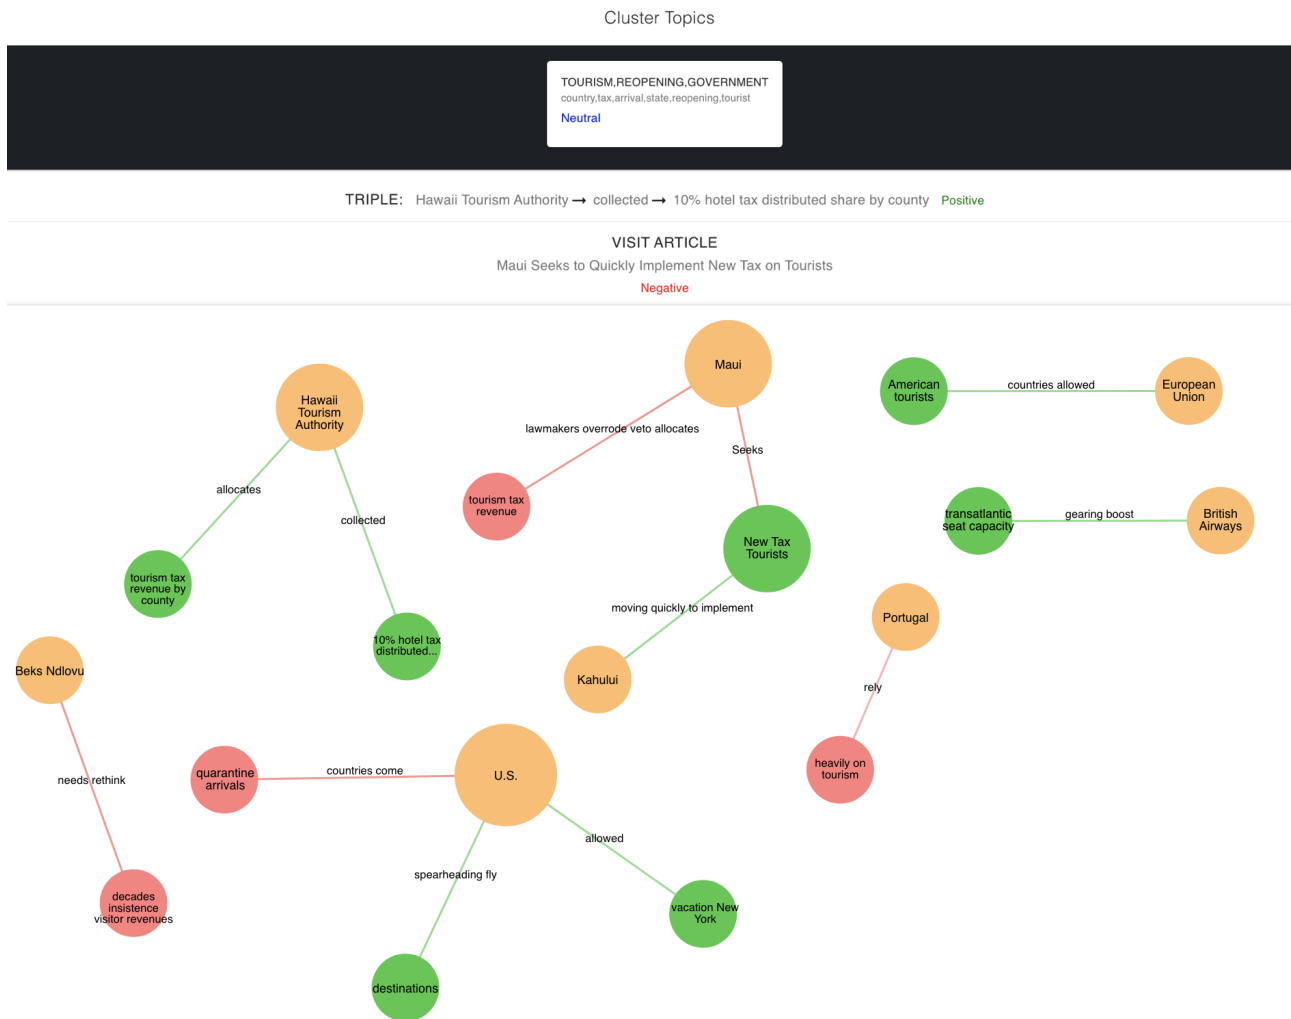 Cluster Topics
TOURISM,REOPENING,GOVERNMENT
country,tax,arrival,state,reopening,tourist
Neutral
TRIPLE: Hawaii Tourism Authority → collected → 10% hotel tax distributed share by county Positive
VISIT ARTICLE
Maui Seeks to Quickly Implement New Tax on Tourists
Negative
Hawaii
Tourism
Authority
allocates
collected
tourism tax
revenue by
county
10% hotel tax
distributed...
Maui
lawmakers overrode veto allocates
Seeks
tourism tax
revenue
New Tax
Tourists
moving quickly to implement
Kahului
American
tourists
countries allowed
European
Union
transatlantic
seat capacity
gearing boost
British
Airways
Portugal
rely
heavily on
tourism
Beks Ndlovu
needs rethink
decades
insistence
visitor revenues
quarantine
arrivals
countries come
U.S.
allowed
spearheading fly
vacation New
York
destinations